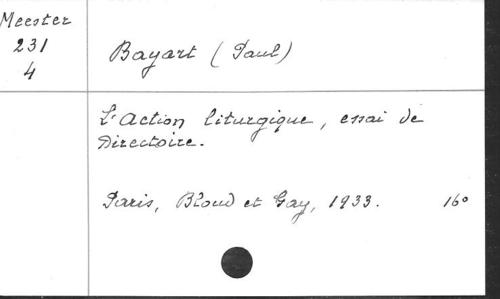 Meester
231
4
Bayart (Paul)
L'Action liturgique, essai de
Directoire.
Paris, Bloud et Gay, 1933. 16°